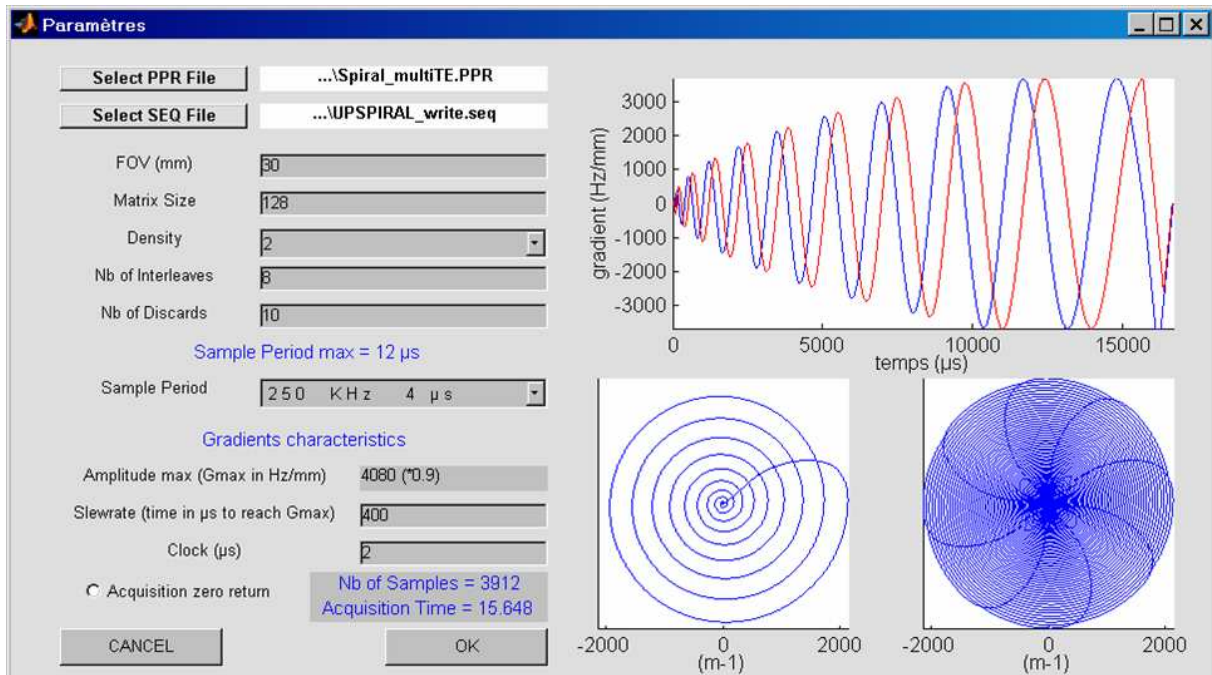 Paramètres
Select PPR File ...\Spiral_multiTE.PPR
Select SEQ File ...\UPSPIRAL_write.seq
FOV (mm) 30
Matrix Size 128
Density 2
Nb of Interleaves 8
Nb of Discards 10
Sample Period max = 12 µs
Sample Period 250 KHz 4 µs
Gradients characteristics
Amplitude max (Gmax in Hz/mm) 4080 (*0.9)
Slewrate (time in µs to reach Gmax) 400
Clock (µs) 2
Acquisition zero return
Nb of Samples = 3912
Acquisition Time = 15.648
CANCEL OK
gradient (Hz/mm)
3000
2000
1000
0
-1000
-2000
-3000
0 5000 10000 15000
temps (µs)
-2000 0 2000
(m-1)
-2000 0 2000
(m-1)